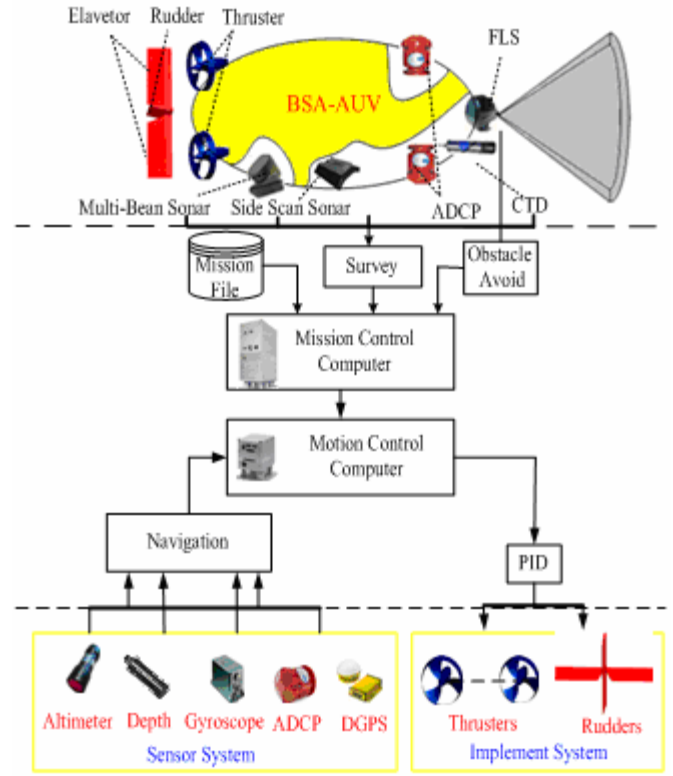 Elavetor Rudder Thruster
FLS
BSA-AUV
Multi-Bean Sonar Side Scan Sonar ADCP CTD
Mission
File
Survey
Obstacle
Avoid
Mission Control
Computer
Motion Control
Computer
Navigation
PID
Altimeter Depth Gyroscope ADCP DGPS
Sensor System
Thrusters Rudders
Implement System